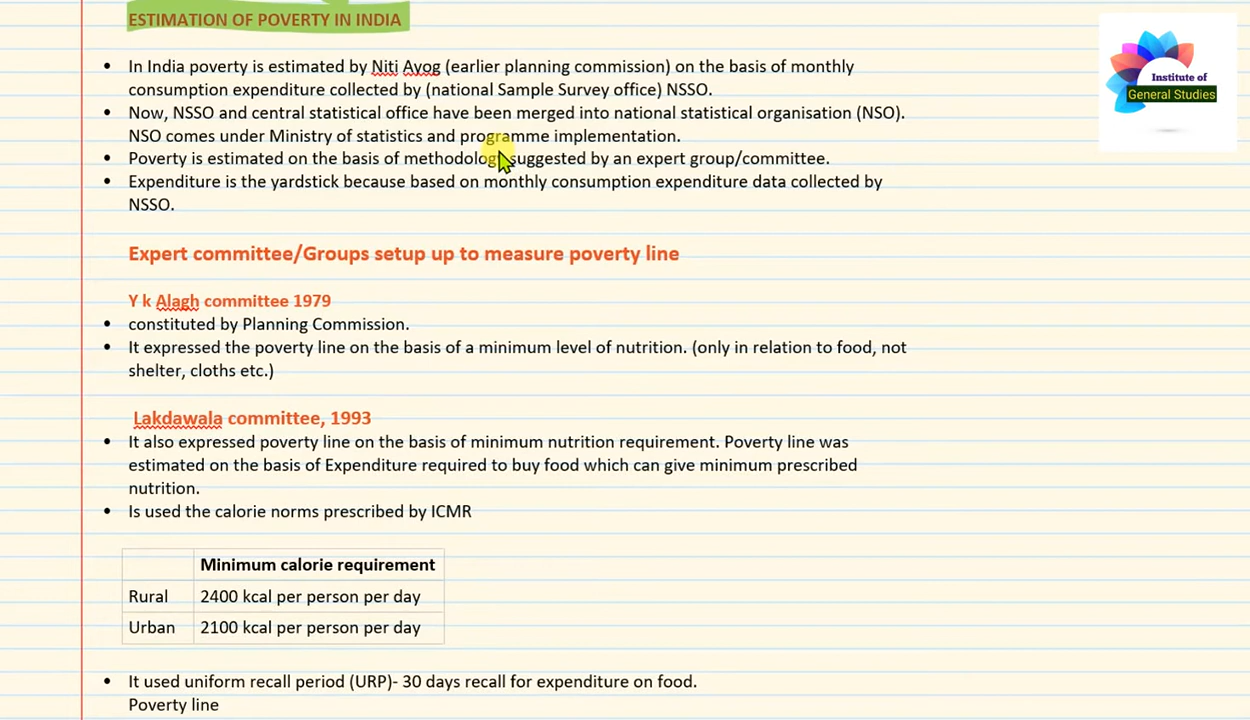 ESTIMATION OF POVERTY IN INDIA
Institute of
General Studies
• In India poverty is estimated by Niti Ayog (earlier planning commission) on the basis of monthly
consumption expenditure collected by (national Sample Survey office) NSSO.
• Now, NSSO and central statistical office have been merged into national statistical organisation (NSO).
NSO comes under Ministry of statistics and programme implementation.
• Poverty is estimated on the basis of methodology suggested by an expert group/committee.
• Expenditure is the yardstick because based on monthly consumption expenditure data collected by
NSSO.
Expert committee/Groups setup up to measure poverty line
Y k Alagh committee 1979
• constituted by Planning Commission.
• It expressed the poverty line on the basis of a minimum level of nutrition. (only in relation to food, not
shelter, cloths etc.)
Lakdawala committee, 1993
• It also expressed poverty line on the basis of minimum nutrition requirement. Poverty line was
estimated on the basis of Expenditure required to buy food which can give minimum prescribed
nutrition.
• Is used the calorie norms prescribed by ICMR
Minimum calorie requirement
Rural 2400 kcal per person per day
Urban 2100 kcal per person per day
• It used uniform recall period (URP)- 30 days recall for expenditure on food.
Poverty line